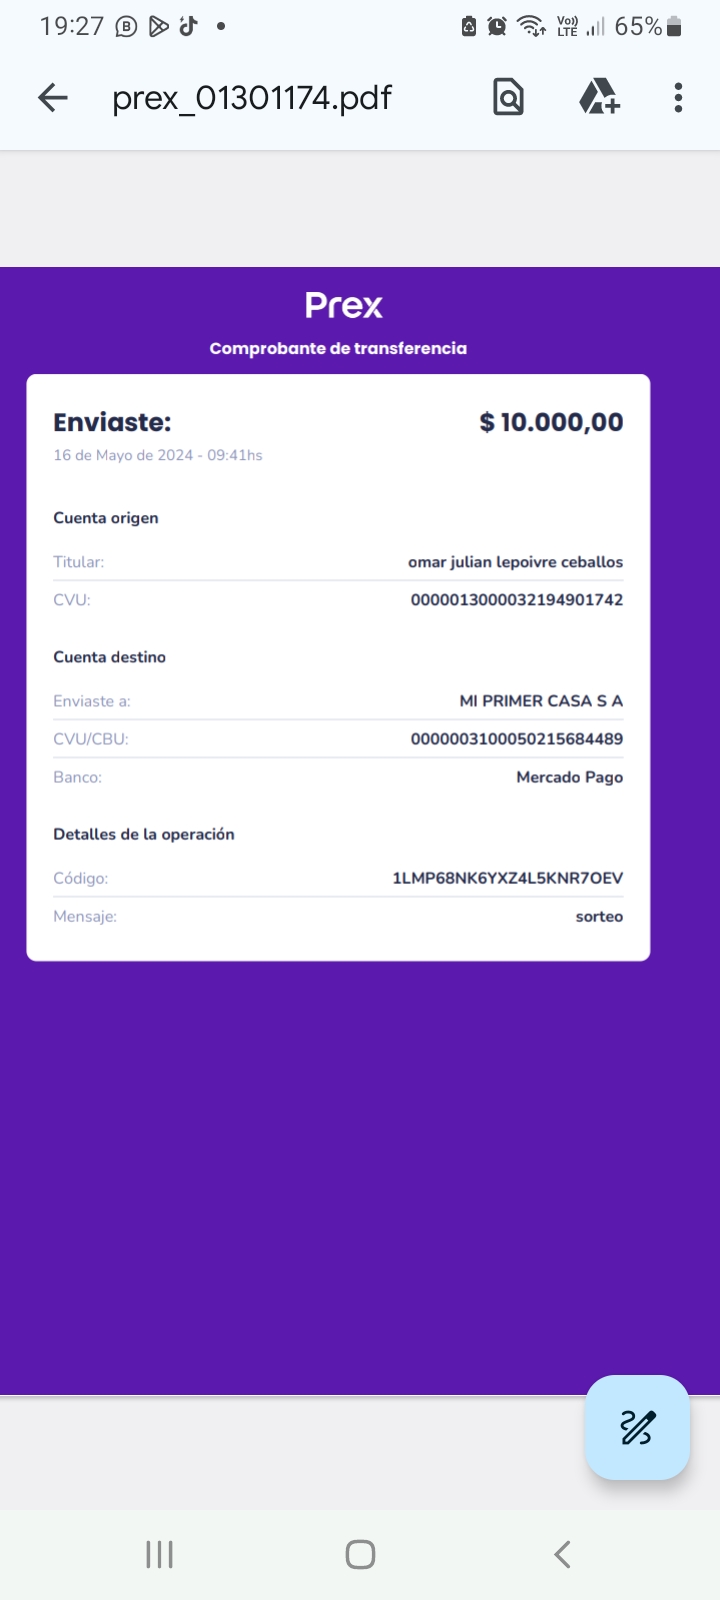 19:27 65%
prex_01301174.pdf
Prex
Comprobante de transferencia
Enviaste: $ 10.000,00
16 de Mayo de 2024 - 09:41hs
Cuenta origen
Titular: omar julian lepoivre ceballos
CVU: 0000013000032194901742
Cuenta destino
Enviaste a: MI PRIMER CASA S A
CVU/CBU: 0000003100050215684489
Banco: Mercado Pago
Detalles de la operación
Código: 1LMP68NK6YXZ4L5KNR7OEV
Mensaje: sorteo